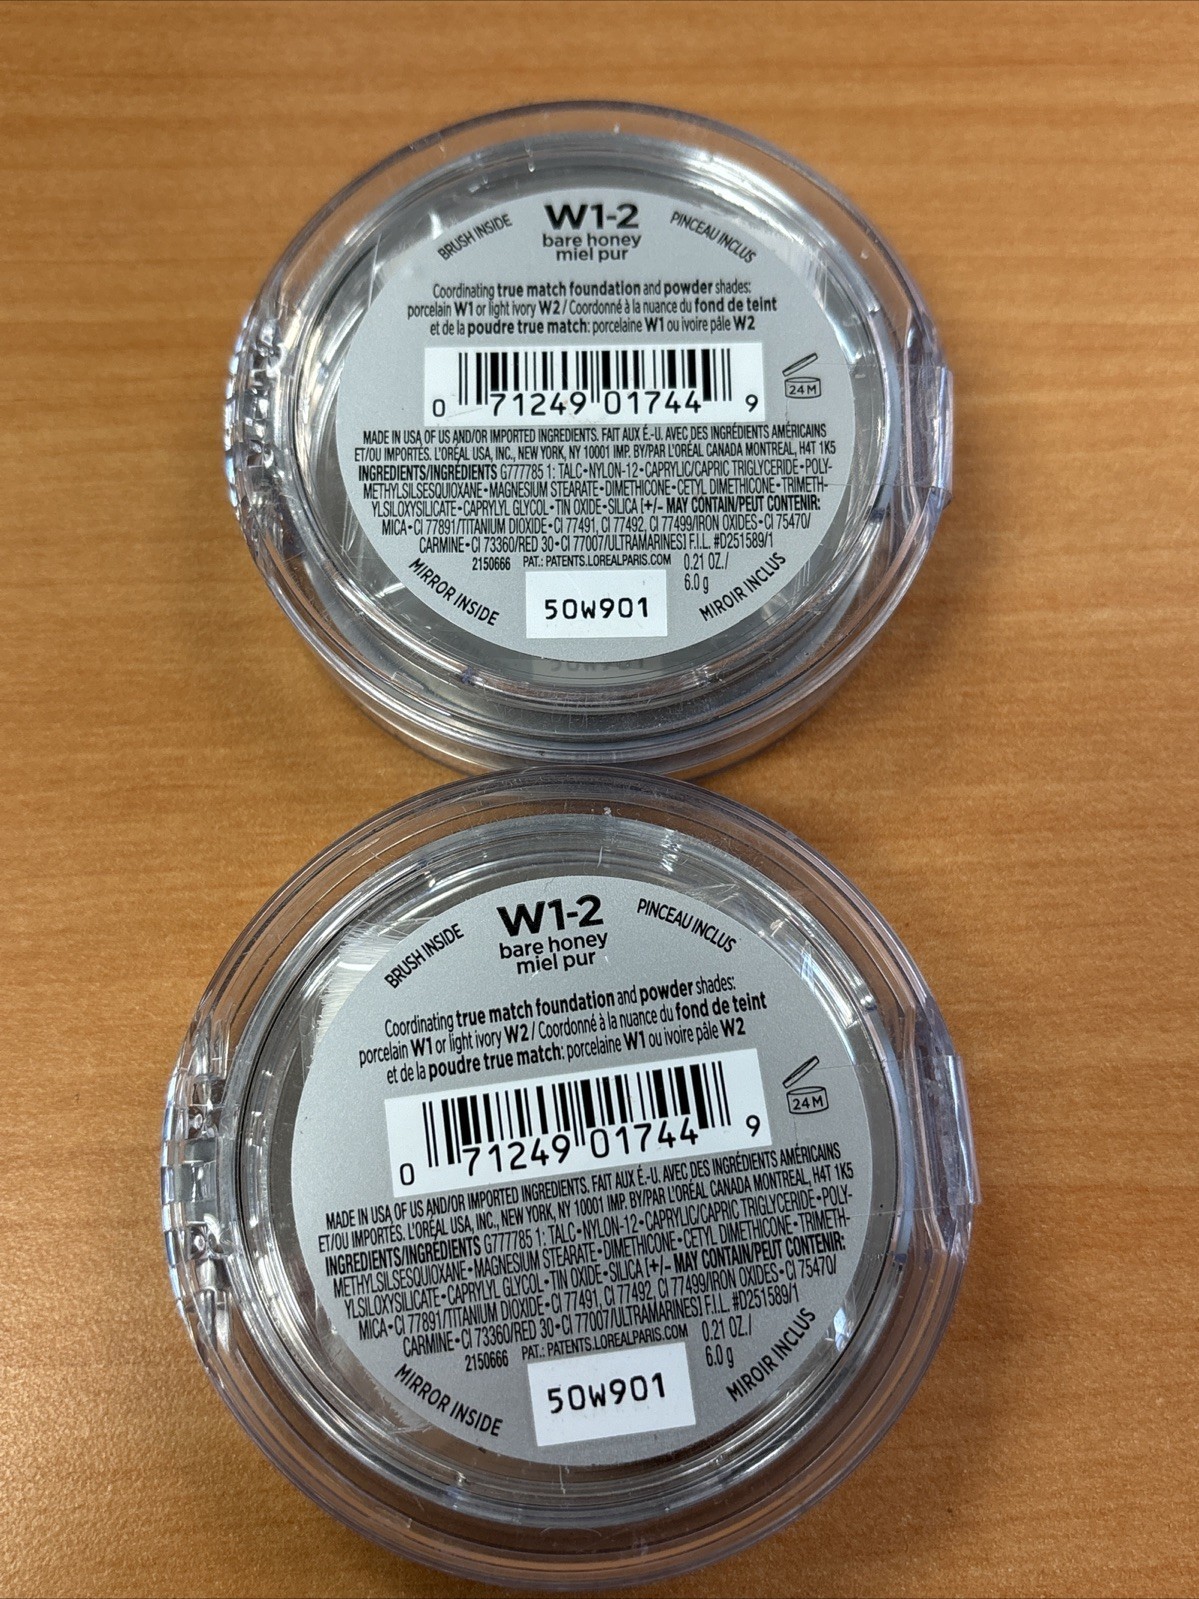 BRUSH INSIDE
W1-2
PINCEAU INCLUS
bare honey
miel pur
Coordinating true match foundation and powder shades:
porcelain W1 or light ivory W2 / Coordonné à la nuance du fond de teint
et de la poudre true match: porcelaine W1 ou ivoire pâle W2
0 71249 01744 9
24M
MADE IN USA OF US AND/OR IMPORTED INGREDIENTS. FAIT AUX É.-U. AVEC DES INGRÉDIENTS AMÉRICAINS
ET/OU IMPORTÉS. L'ORÉAL USA, INC., NEW YORK, NY 10001 IMP. BY/PAR L'ORÉAL CANADA MONTREAL, H4T 1K5
INGREDIENTS/INGRÉDIENTS G777785 1: TALC•NYLON-12•CAPRYLIC/CAPRIC TRIGLYCERIDE•POLY-
METHYLSILSESQUIOXANE•MAGNESIUM STEARATE•DIMETHICONE•CETYL DIMETHICONE•TRIMETH-
YLSILOXYSILICATE•CAPRYLYL GLYCOL•TIN OXIDE•SILICA [+/- MAY CONTAIN/PEUT CONTENIR:
MICA•CI 77891/TITANIUM DIOXIDE•CI 77491, CI 77492, CI 77499/IRON OXIDES•CI 75470/
CARMINE•CI 73360/RED 30•CI 77007/ULTRAMARINES] F.I.L. #D251589/1
2150666 PAT.: PATENTS.LOREALPARIS.COM 0.21 OZ./
6.0 g
MIRROR INSIDE
50W901
MIROIR INCLUS
BRUSH INSIDE
W1-2
PINCEAU INCLUS
bare honey
miel pur
Coordinating true match foundation and powder shades:
porcelain W1 or light ivory W2 / Coordonné à la nuance du fond de teint
et de la poudre true match: porcelaine W1 ou ivoire pâle W2
0 71249 01744 9
24M
MADE IN USA OF US AND/OR IMPORTED INGREDIENTS. FAIT AUX É.-U. AVEC DES INGRÉDIENTS AMÉRICAINS
ET/OU IMPORTÉS. L'ORÉAL USA, INC., NEW YORK, NY 10001 IMP. BY/PAR L'ORÉAL CANADA MONTREAL, H4T 1K5
INGREDIENTS/INGRÉDIENTS G777785 1: TALC•NYLON-12•CAPRYLIC/CAPRIC TRIGLYCERIDE•POLY-
METHYLSILSESQUIOXANE•MAGNESIUM STEARATE•DIMETHICONE•CETYL DIMETHICONE•TRIMETH-
YLSILOXYSILICATE•CAPRYLYL GLYCOL•TIN OXIDE•SILICA [+/- MAY CONTAIN/PEUT CONTENIR:
MICA•CI 77891/TITANIUM DIOXIDE•CI 77491, CI 77492, CI 77499/IRON OXIDES•CI 75470/
CARMINE•CI 73360/RED 30•CI 77007/ULTRAMARINES] F.I.L. #D251589/1
2150666 PAT.: PATENTS.LOREALPARIS.COM 0.21 OZ./
6.0 g
MIRROR INSIDE
50W901
MIROIR INCLUS